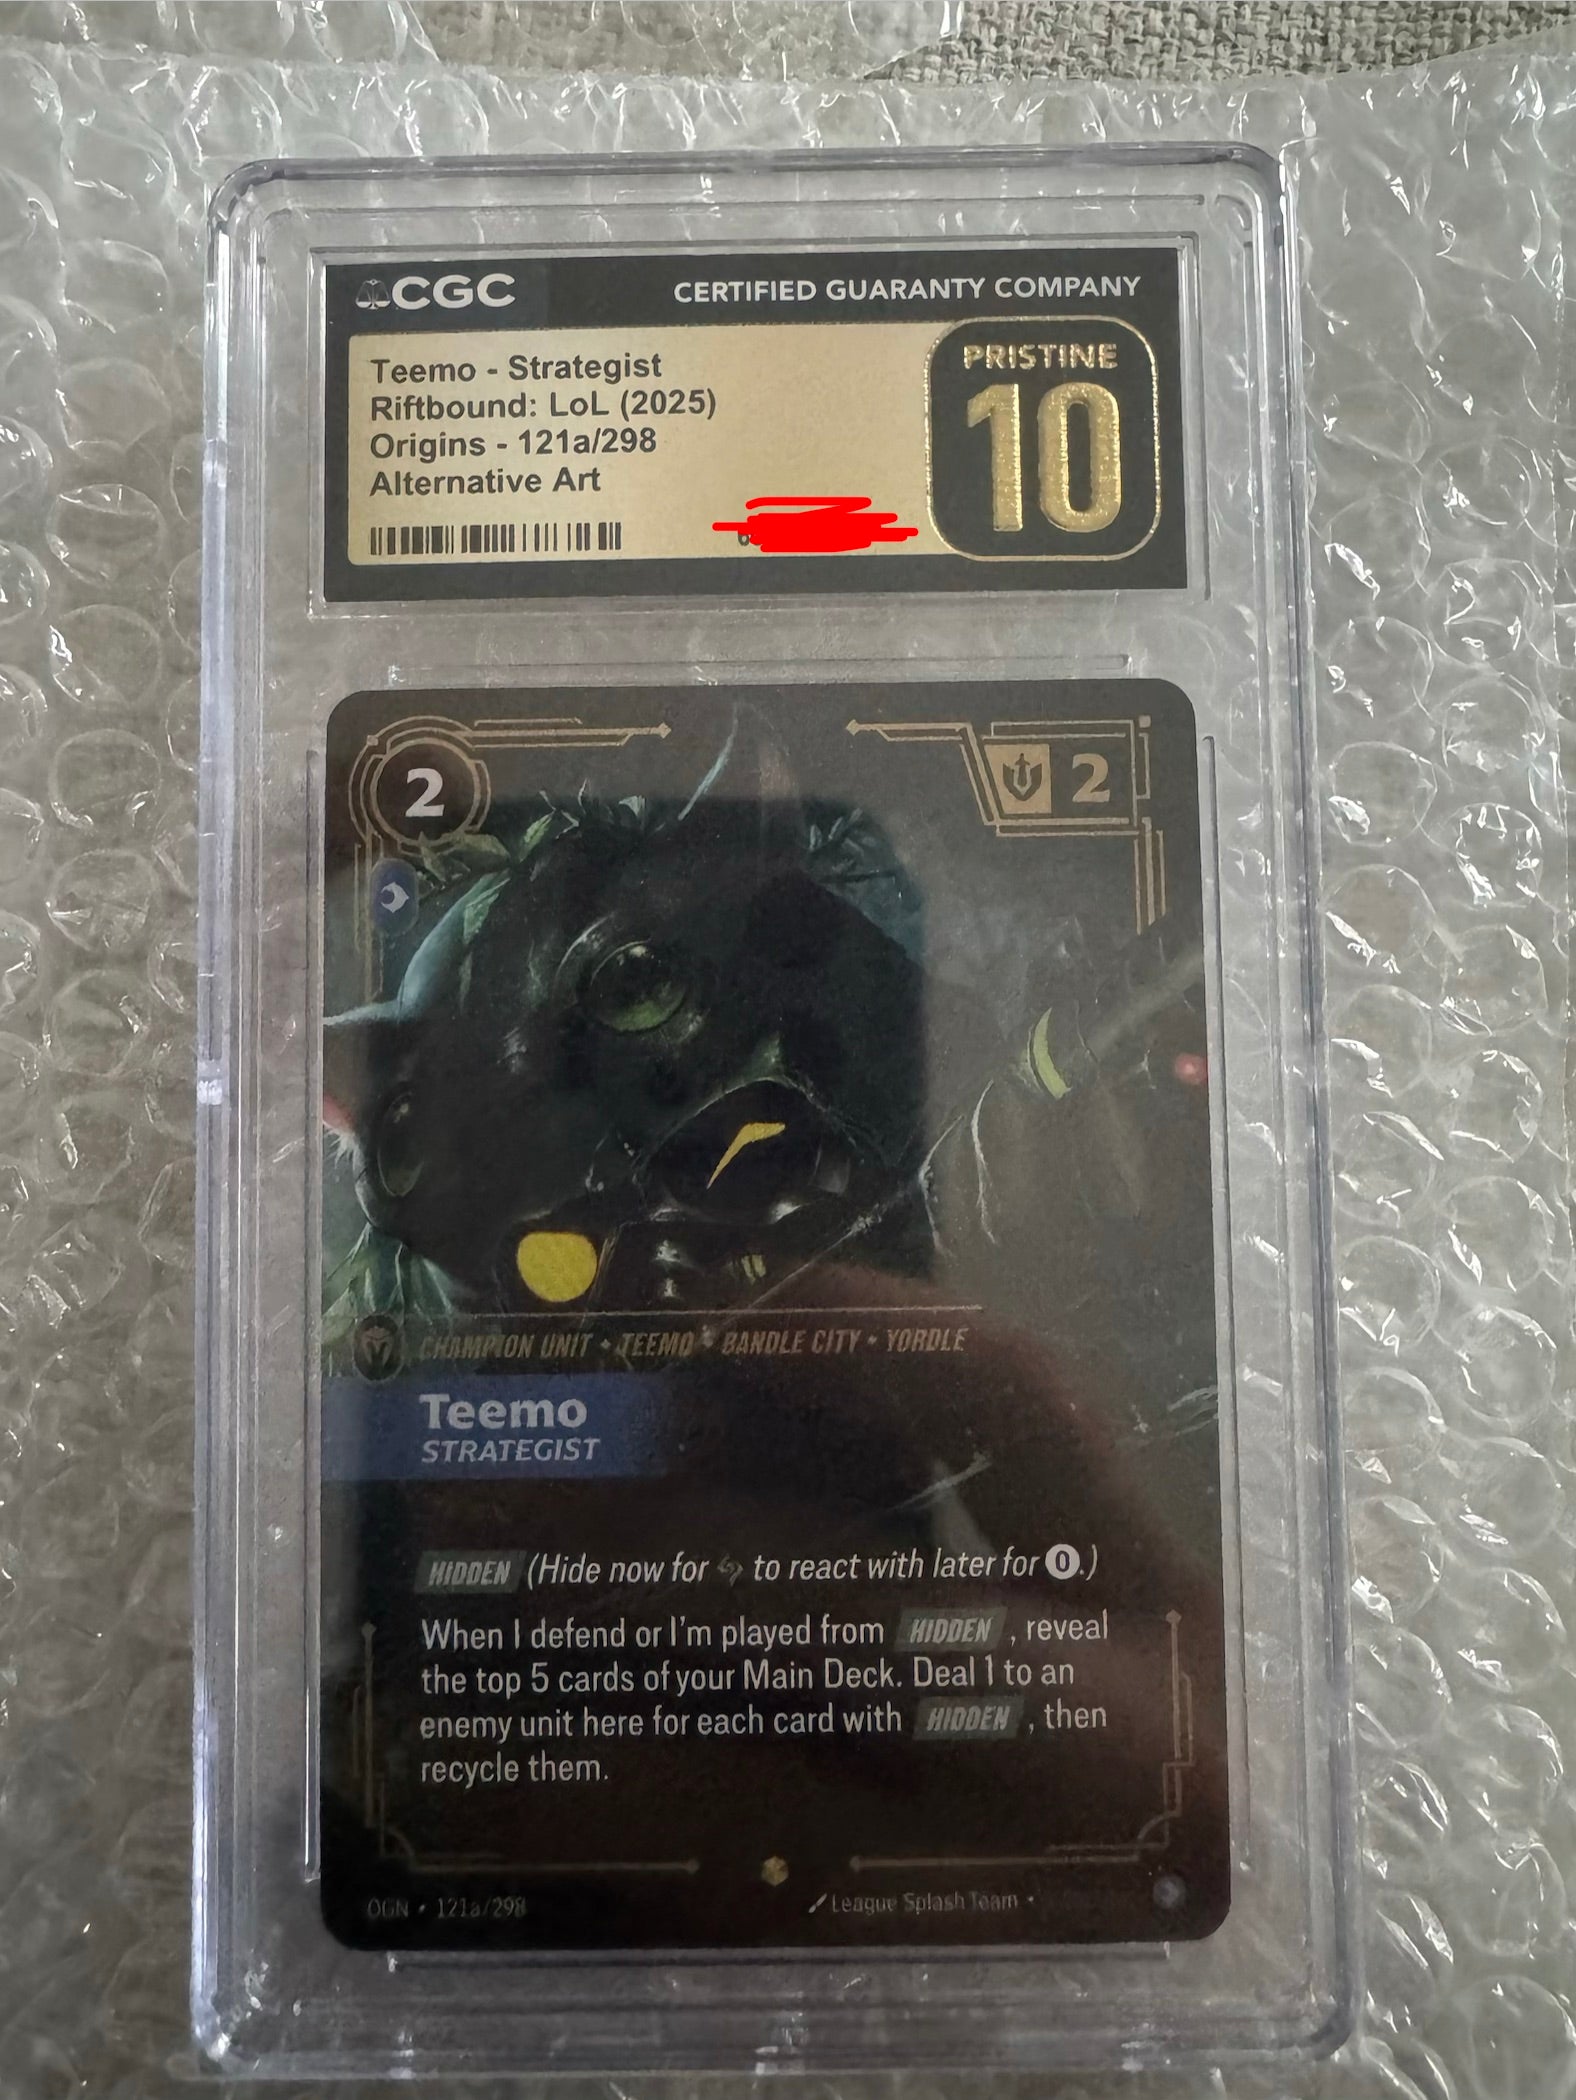 CGC CERTIFIED GUARANTY COMPANY
Teemo - Strategist
Riftbound: LoL (2025)
Origins - 121a/298
Alternative Art
PRISTINE
10
2
2
CHAMPION UNIT • TEEMO • BANDLE CITY • YORDLE
Teemo
STRATEGIST
HIDDEN (Hide now for to react with later for 0.)
When I defend or I'm played from HIDDEN , reveal
the top 5 cards of your Main Deck. Deal 1 to an
enemy unit here for each card with HIDDEN , then
recycle them.
OGN • 121a/298
League Splash Team •